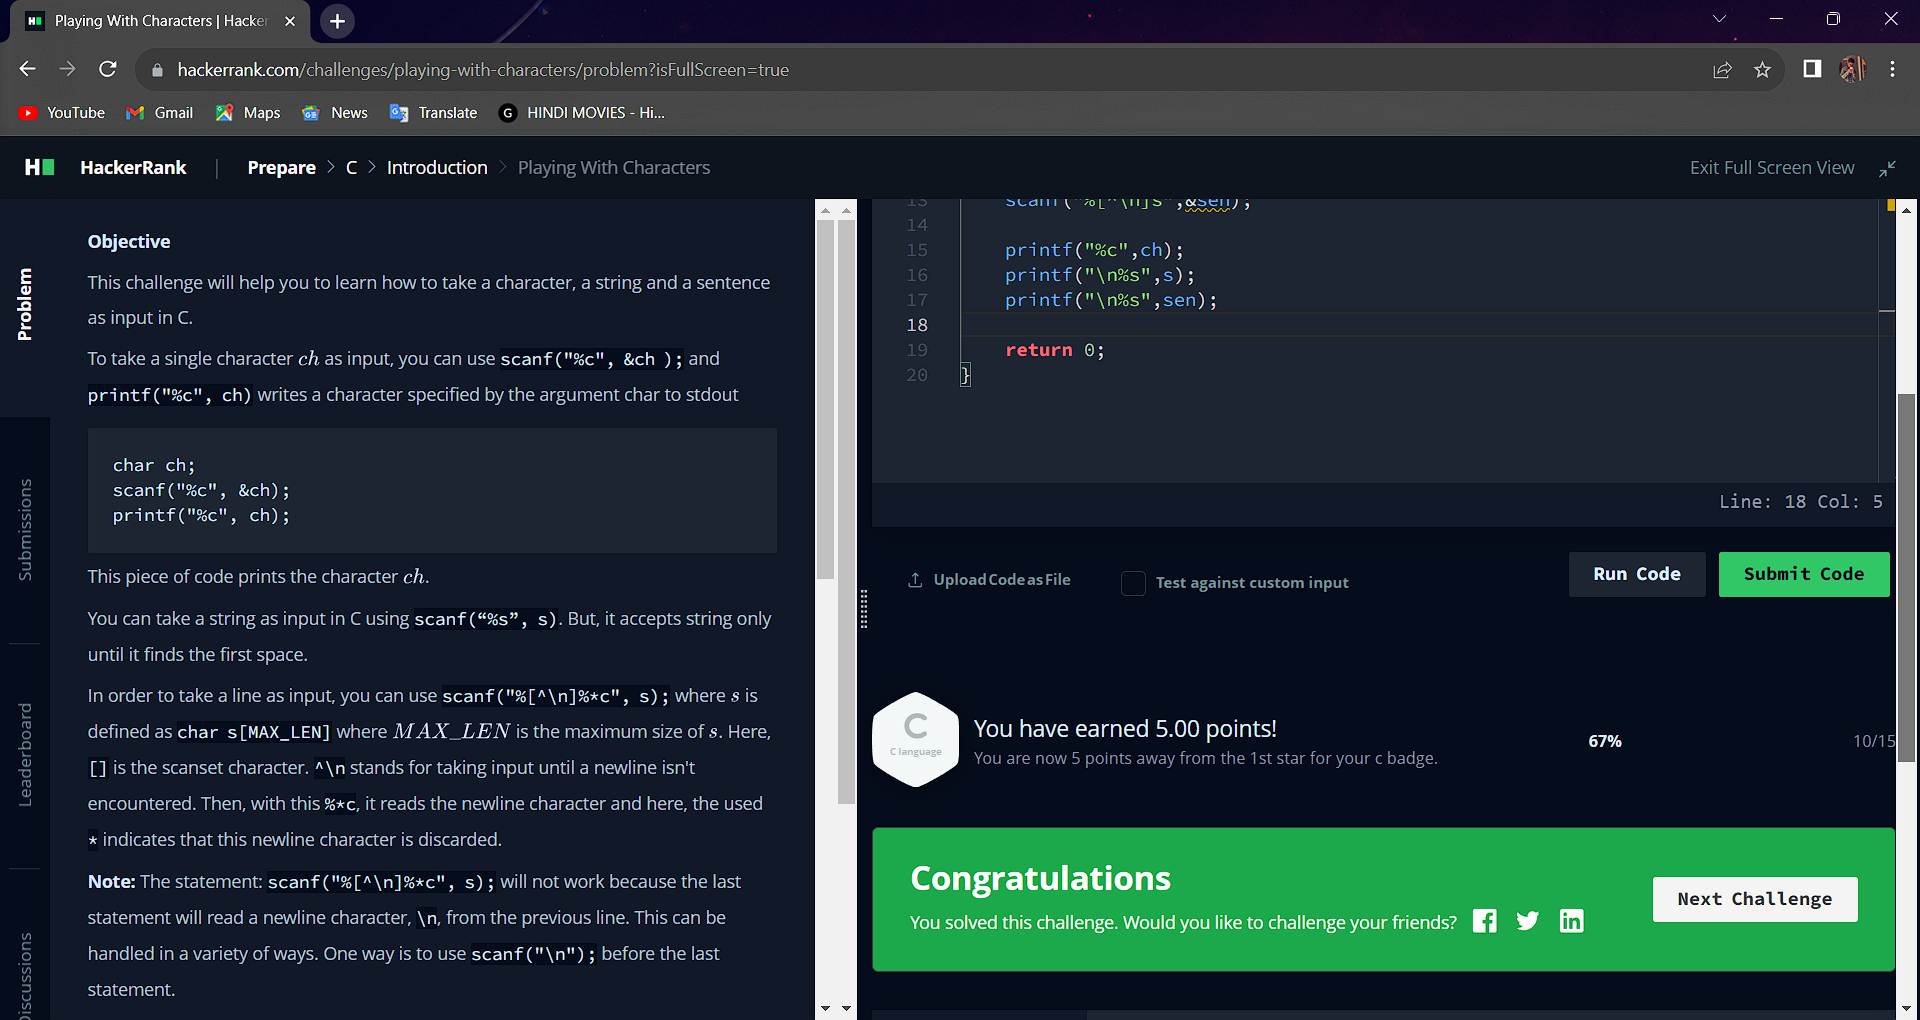 Playing With Characters | Hacker
hackerrank.com/challenges/playing-with-characters/problem?isFullScreen=true
YouTube Gmail Maps News Translate HINDI MOVIES - Hi...
HackerRank | Prepare > C > Introduction > Playing With Characters Exit Full Screen View
Problem
Submissions
Leaderboard
Discussions
Objective
This challenge will help you to learn how to take a character, a string and a sentence
as input in C.
To take a single character ch as input, you can use scanf("%c", &ch ); and
printf("%c", ch) writes a character specified by the argument char to stdout
char ch;
scanf("%c", &ch);
printf("%c", ch);
This piece of code prints the character ch.
You can take a string as input in C using scanf(“%s”, s). But, it accepts string only
until it finds the first space.
In order to take a line as input, you can use scanf("%[^\n]%*c", s); where s is
defined as char s[MAX_LEN] where MAX_LEN is the maximum size of s. Here,
[] is the scanset character. ^\n stands for taking input until a newline isn't
encountered. Then, with this %*c, it reads the newline character and here, the used
* indicates that this newline character is discarded.
Note: The statement: scanf("%[^\n]%*c", s); will not work because the last
statement will read a newline character, \n, from the previous line. This can be
handled in a variety of ways. One way is to use scanf("\n"); before the last
statement.
13 scanf("%[^\n]s",&sen);
14
15 printf("%c",ch);
16 printf("\n%s",s);
17 printf("\n%s",sen);
18
19 return 0;
20 }
Line: 18 Col: 5
Upload Code as File Test against custom input Run Code Submit Code
C
C language
You have earned 5.00 points!
You are now 5 points away from the 1st star for your c badge.
67% 10/15
Congratulations
You solved this challenge. Would you like to challenge your friends?
Next Challenge